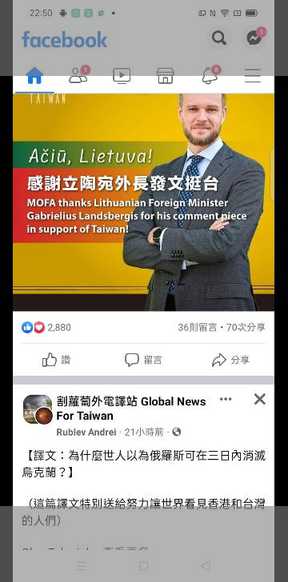 22:50
facebook
TAIWAN
Ačiū, Lietuva!
感謝立陶宛外長發文挺台
MOFA thanks Lithuanian Foreign Minister
Gabrielius Landsbergis for his comment piece
in support of Taiwan!
2,880
36則留言・70次分享
讚
留言
分享
割蘿蔔外電譯站 Global News
For Taiwan
Rublev Andrei・21小時前・
【譯文：為什麼世人以為俄羅斯可在三日內消滅
烏克蘭？】
（這篇譯文特別送給努力讓世界看見香港和台灣
的人們）